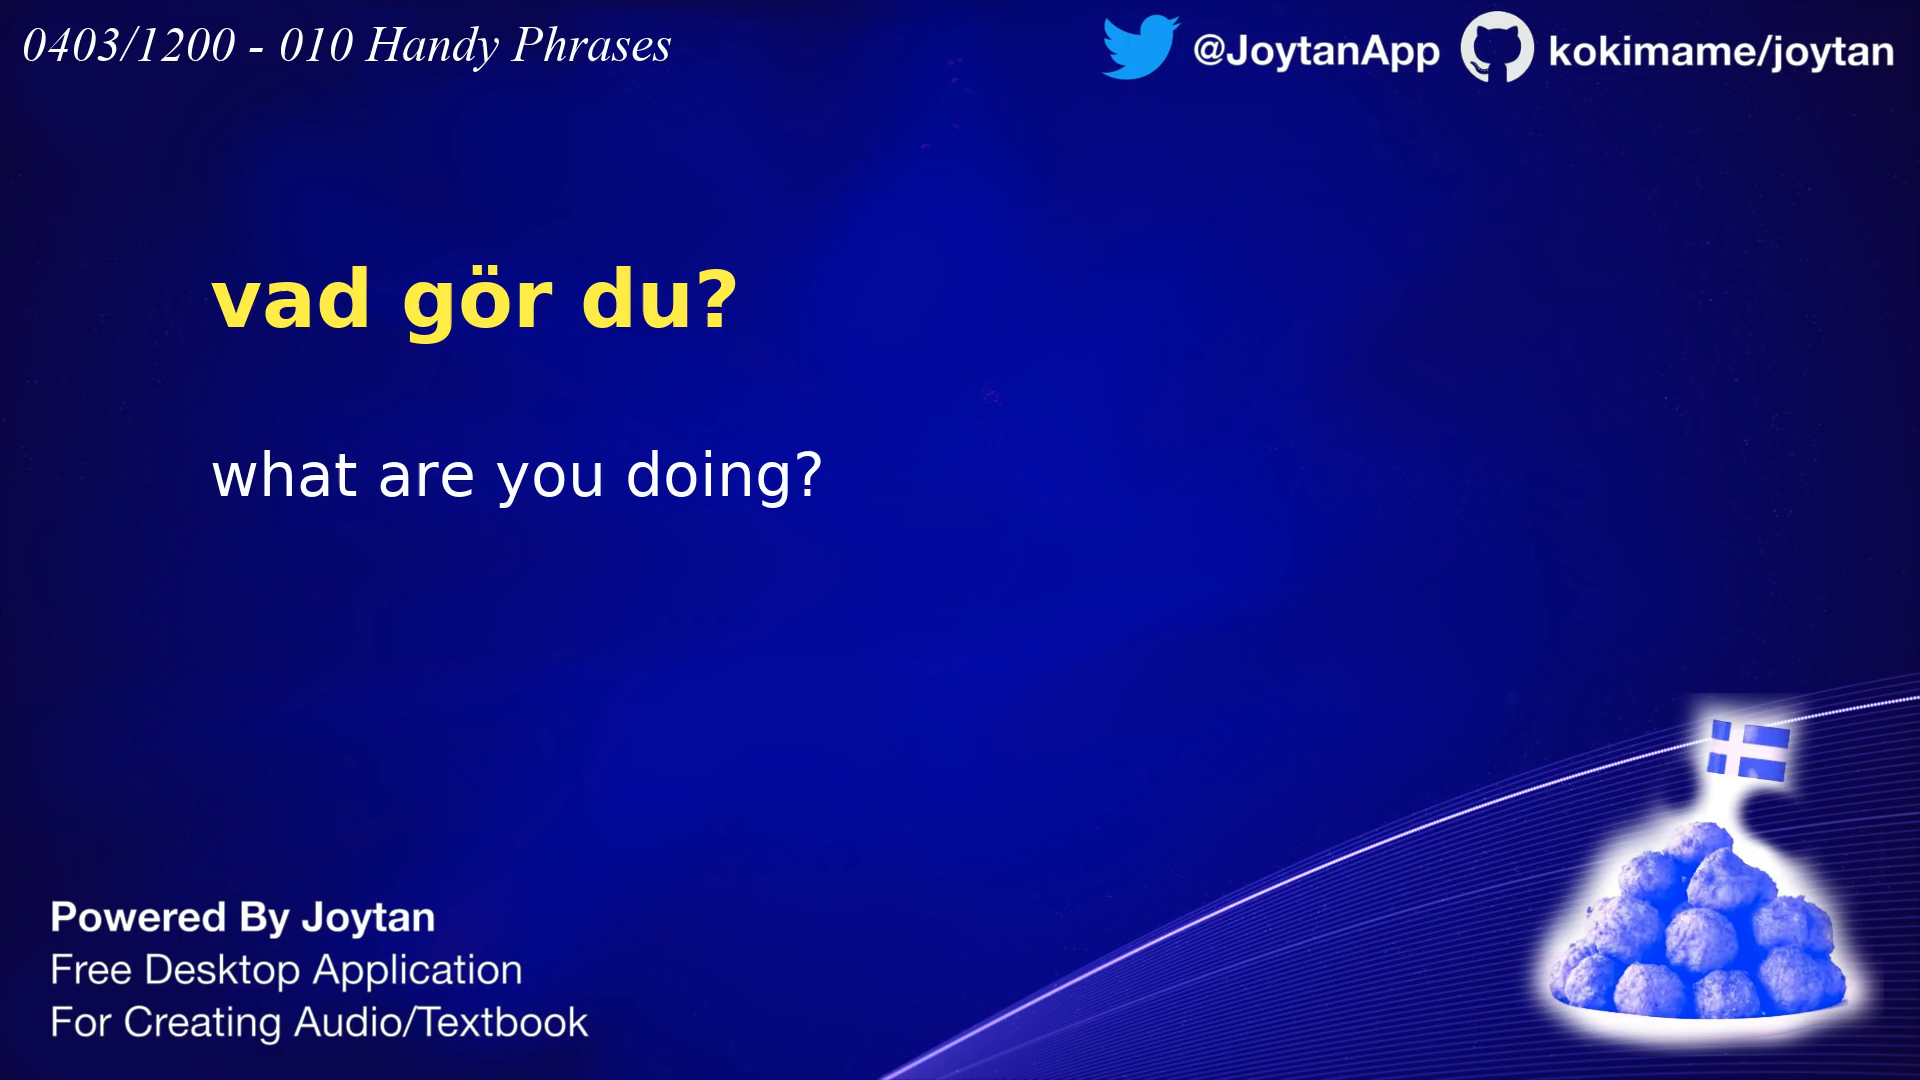 0403/1200 - 010 Handy Phrases
@JoytanApp
kokimame/joytan
vad gör du?
what are you doing?
Powered By Joytan
Free Desktop Application
For Creating Audio/Textbook